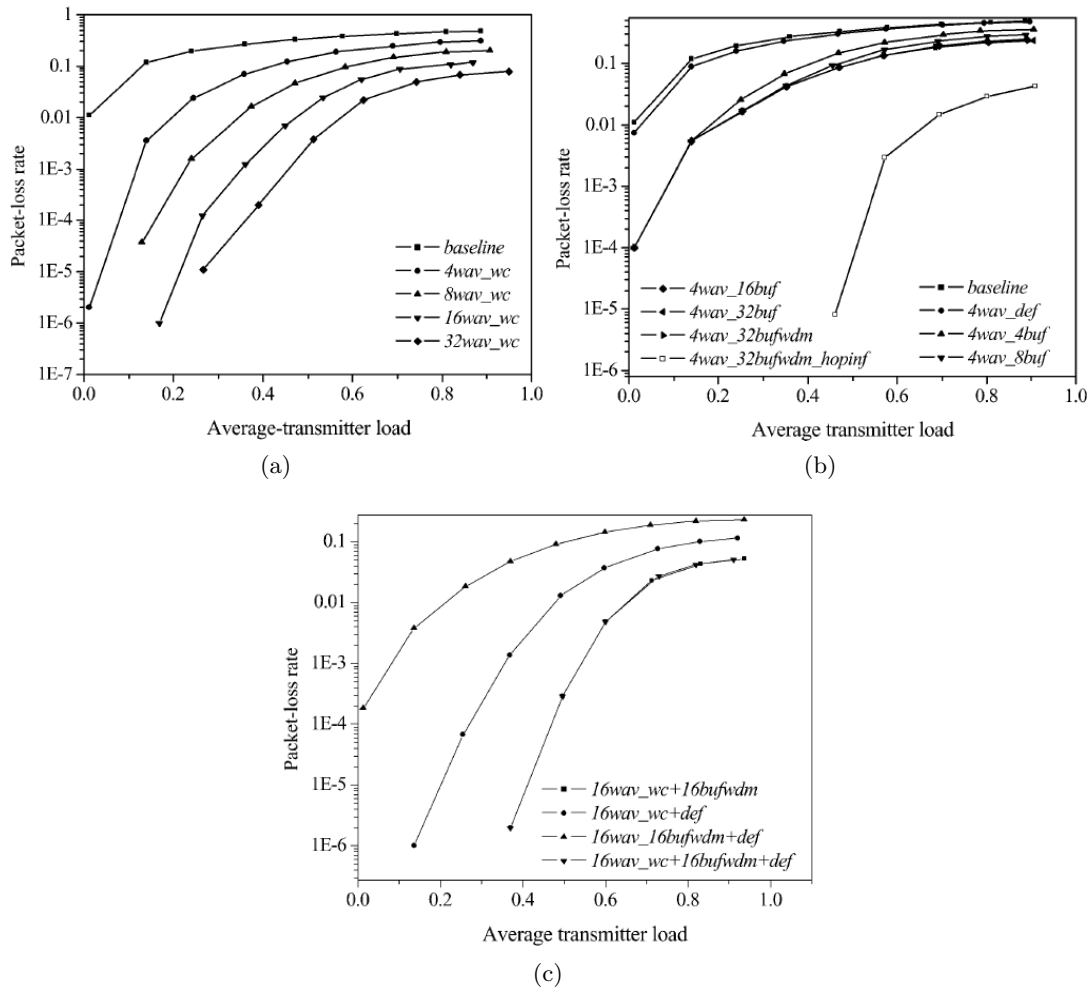 1
0.1
0.01
1E-3
1E-4
1E-5
1E-6
1E-7
Packet-loss rate
0.0
0.2
0.4
0.6
0.8
1.0
Average-transmitter load
baseline
4wav_wc
8wav_wc
16wav_wc
32wav_wc
(a)
0.1
0.01
1E-3
1E-4
1E-5
1E-6
Packet-loss rate
0.0
0.2
0.4
0.6
0.8
1.0
Average transmitter load
4wav_16buf
4wav_32buf
4wav_32bufwdm
4wav_32bufwdm_hopinf
baseline
4wav_def
4wav_4buf
4wav_8buf
(b)
0.1
0.01
1E-3
1E-4
1E-5
1E-6
Packet-loss rate
0.0
0.2
0.4
0.6
0.8
1.0
Average transmitter load
16wav_wc+16bufwdm
16wav_wc+def
16wav_16bufwdm+def
16wav_wc+16bufwdm+def
(c)